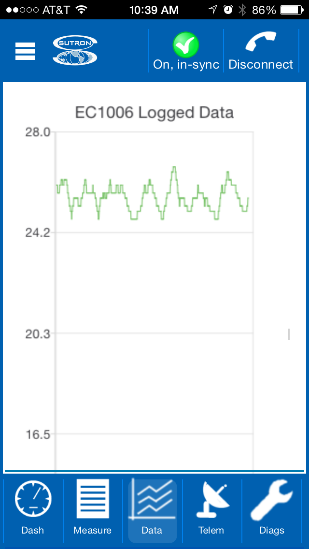 AT&T 10:39 AM 86%
SUTRON
On, in-sync Disconnect
EC1006 Logged Data
28.0
24.2
20.3
16.5
Dash Measure Data Telem Diags